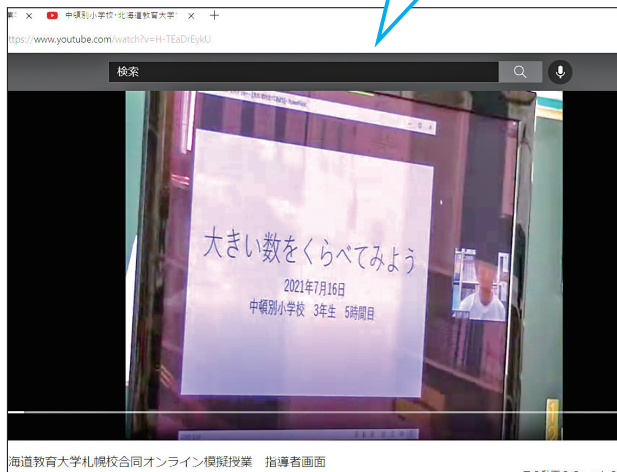 中頓別小学校・北海道教育大学
ttps://www.youtube.com/watch?v=H-TEaDrEykU
検索
大きい数をくらべてみよう
2021年7月16日
中頓別小学校 3年生 5時間目
海道教育大学札幌校合同オンライン模擬授業 指導者画面